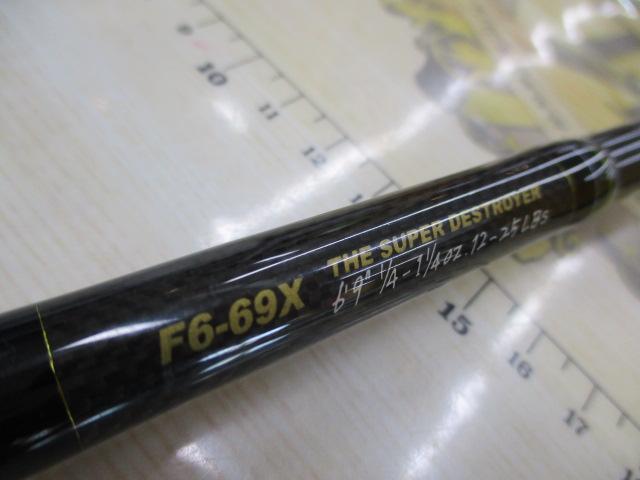 9
10
11
12
F6-69X
THE SUPER DESTROYER
6'9" 1/4-1 1/4oz. 12-25LBS
15
16
17